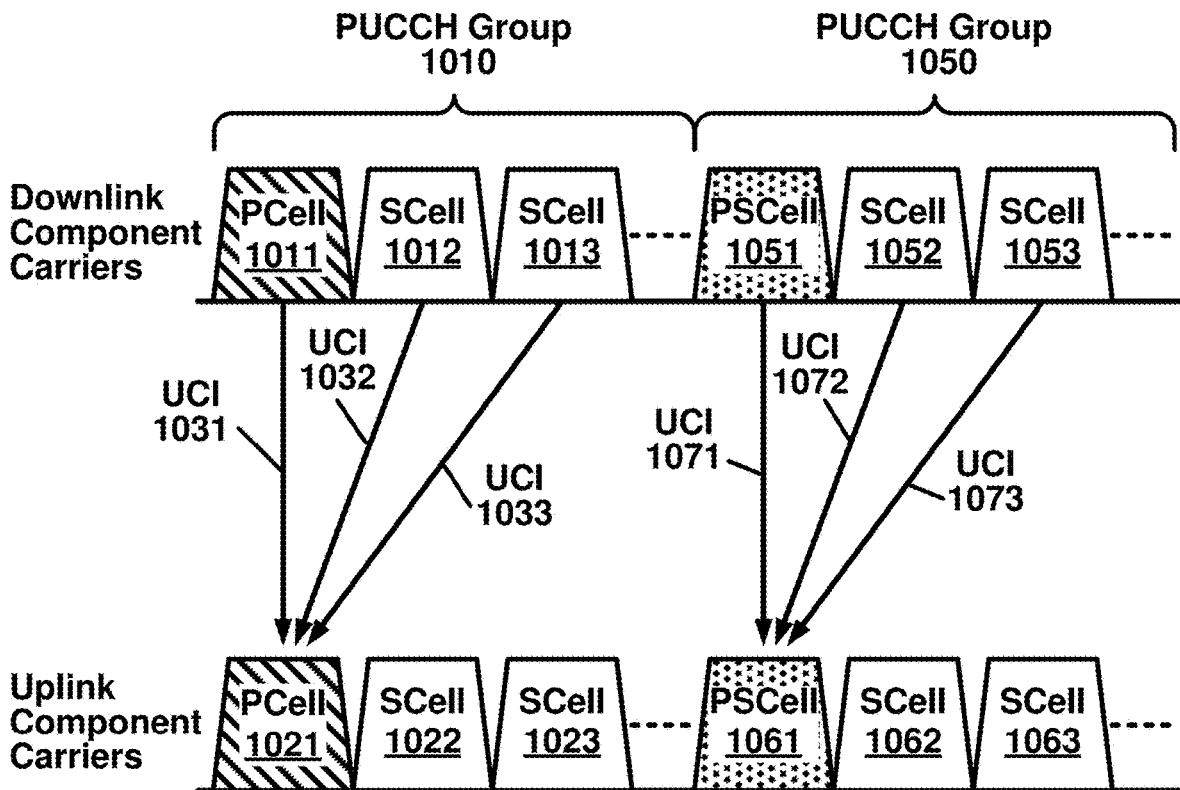 PUCCH Group
1010
PUCCH Group
1050
Downlink
Component
Carriers
PCell
1011
SCell
1012
SCell
1013
PSCell
1051
SCell
1052
SCell
1053
UCI
1031
UCI
1032
UCI
1033
UCI
1071
UCI
1072
UCI
1073
Uplink
Component
Carriers
PCell
1021
SCell
1022
SCell
1023
PSCell
1061
SCell
1062
SCell
1063